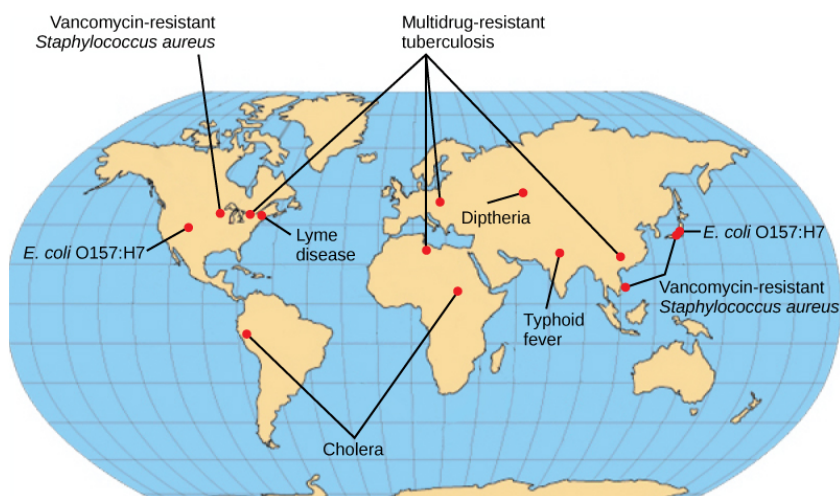 Vancomycin-resistant
Staphylococcus aureus
Multidrug-resistant
tuberculosis
E. coli O157:H7
Lyme
disease
Diptheria
E. coli O157:H7
Vancomycin-resistant
Staphylococcus aureus
Typhoid
fever
Cholera